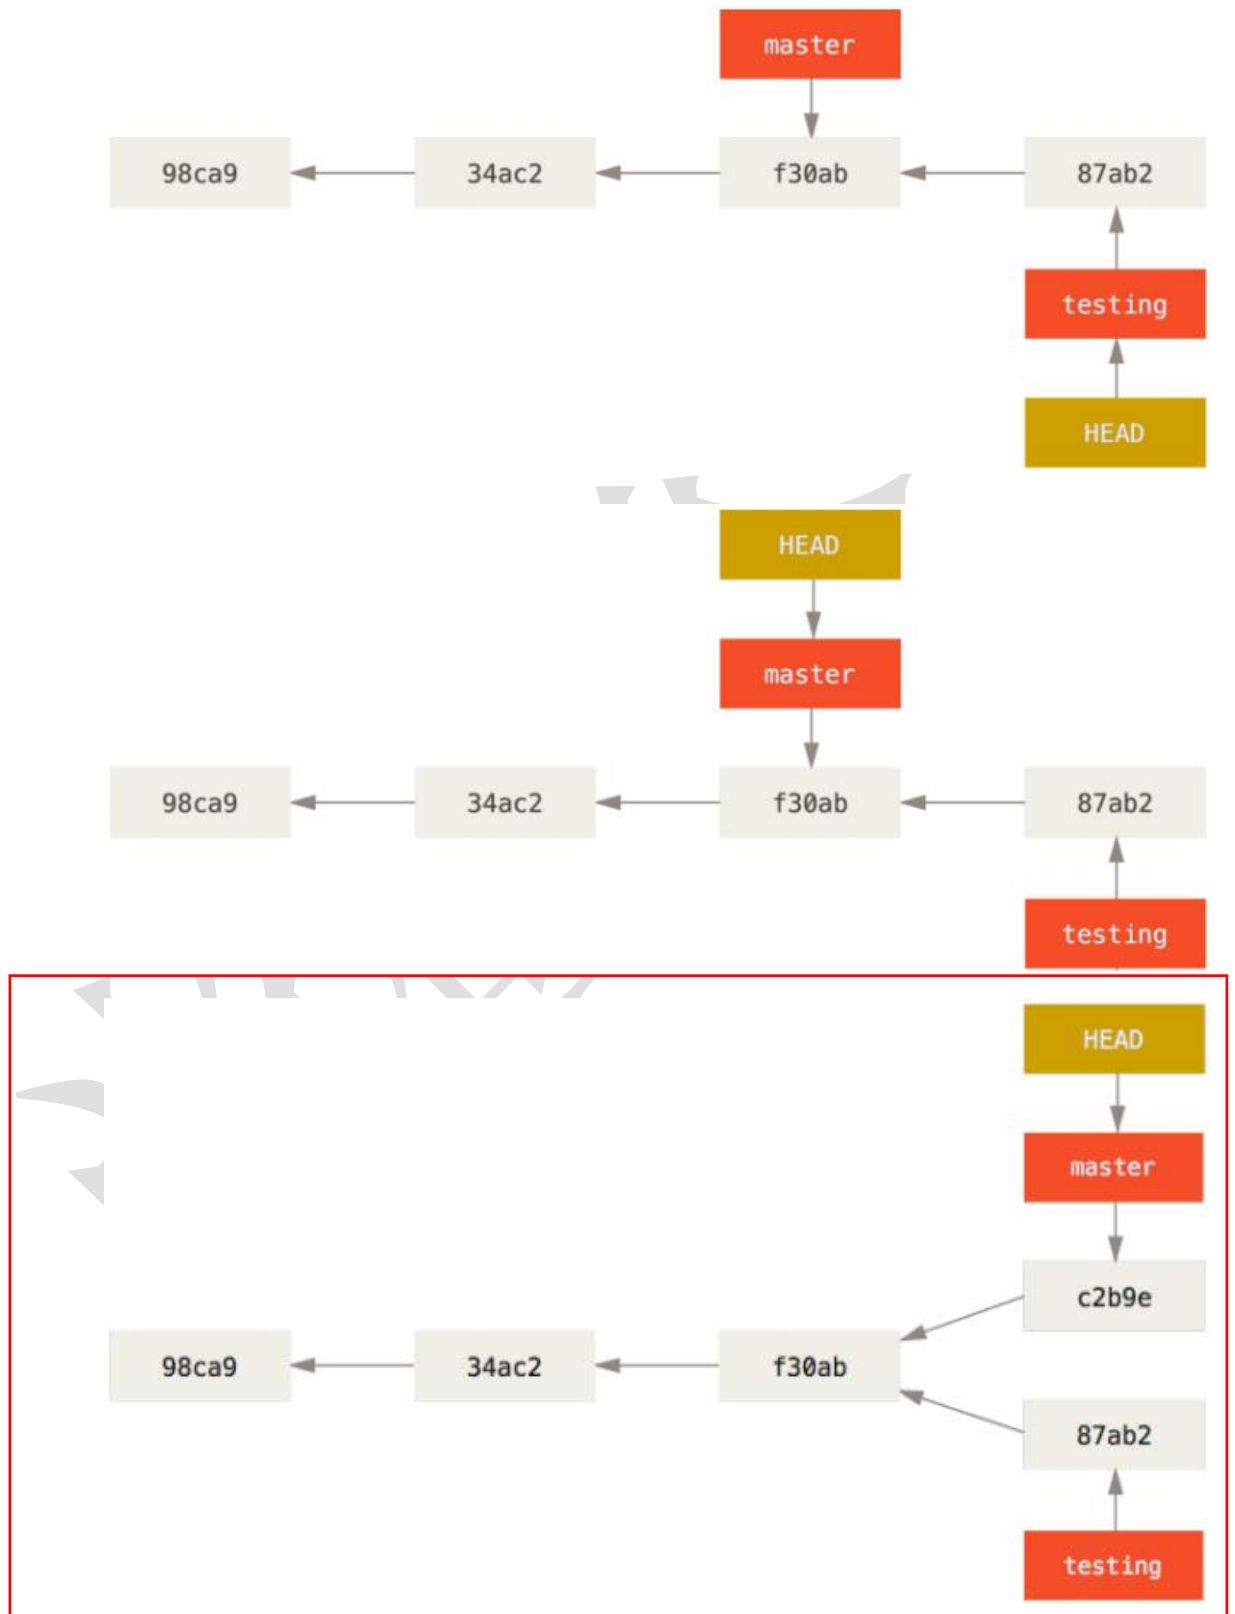 master
98ca9 34ac2 f30ab 87ab2
testing
HEAD
HEAD
master
98ca9 34ac2 f30ab 87ab2
testing
HEAD
master
c2b9e
98ca9 34ac2 f30ab
87ab2
testing